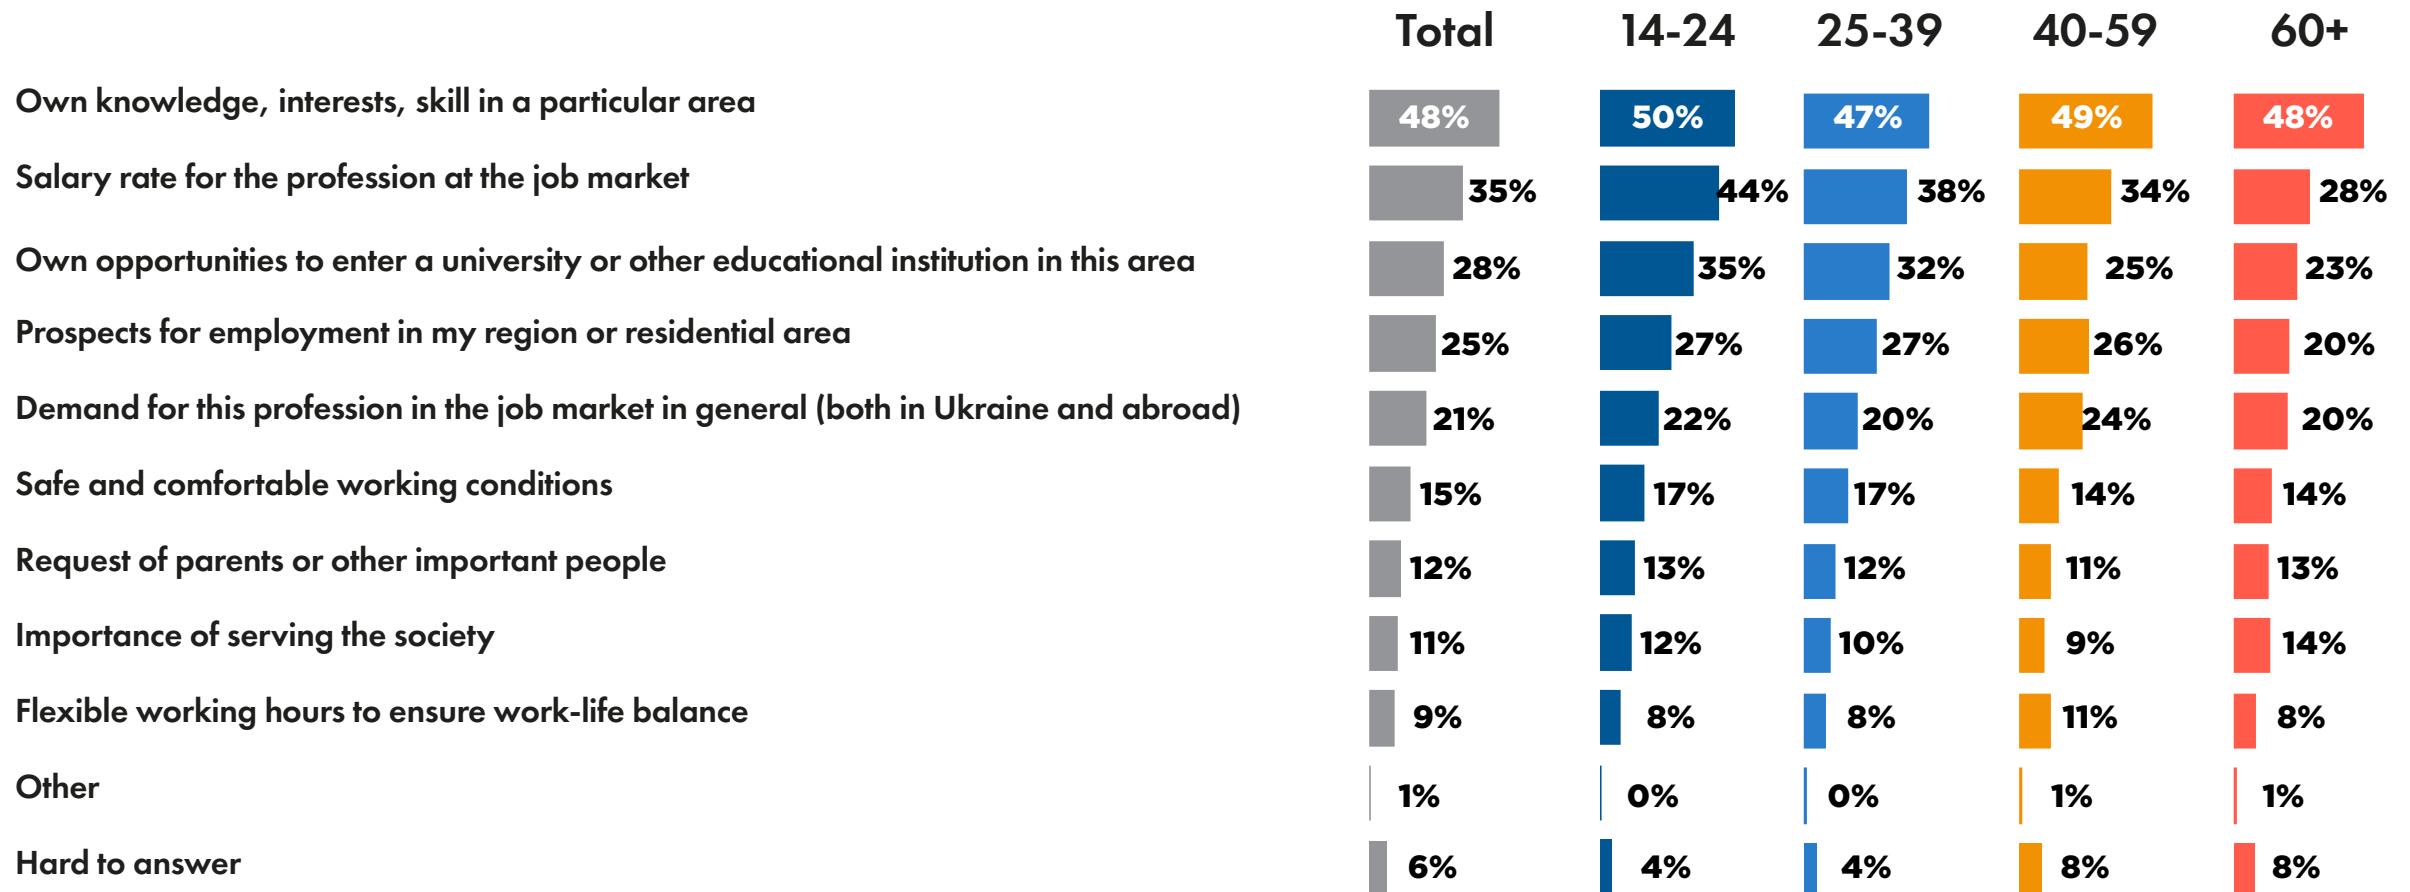 Total 14-24 25-39 40-59 60+
Own knowledge, interests, skill in a particular area 48% 50% 47% 49% 48%
Salary rate for the profession at the job market 35% 44% 38% 34% 28%
Own opportunities to enter a university or other educational institution in this area 28% 35% 32% 25% 23%
Prospects for employment in my region or residential area 25% 27% 27% 26% 20%
Demand for this profession in the job market in general (both in Ukraine and abroad) 21% 22% 20% 24% 20%
Safe and comfortable working conditions 15% 17% 17% 14% 14%
Request of parents or other important people 12% 13% 12% 11% 13%
Importance of serving the society 11% 12% 10% 9% 14%
Flexible working hours to ensure work-life balance 9% 8% 8% 11% 8%
Other 1% 0% 0% 1% 1%
Hard to answer 6% 4% 4% 8% 8%